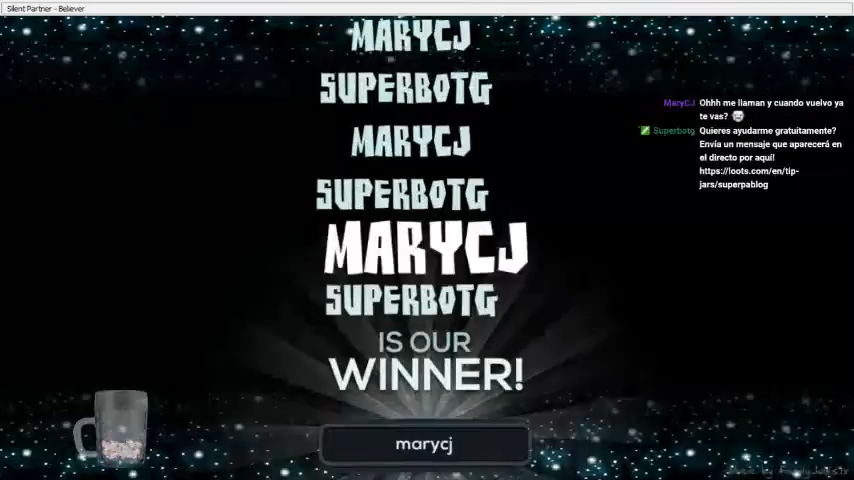 Silent Partner - Believer
MARYCJ
SUPERBOTG
MARYCJ
SUPERBOTG
MARYCJ
SUPERBOTG
IS OUR
WINNER!
marycj
MaryCJ Ohhh me llaman y cuando vuelvo ya
te vas?
Superbotg Quieres ayudarme gratuitamente?
Envía un mensaje que aparecerá en
el directo por aquí!
https://loots.com/en/tip-
jars/superpablog